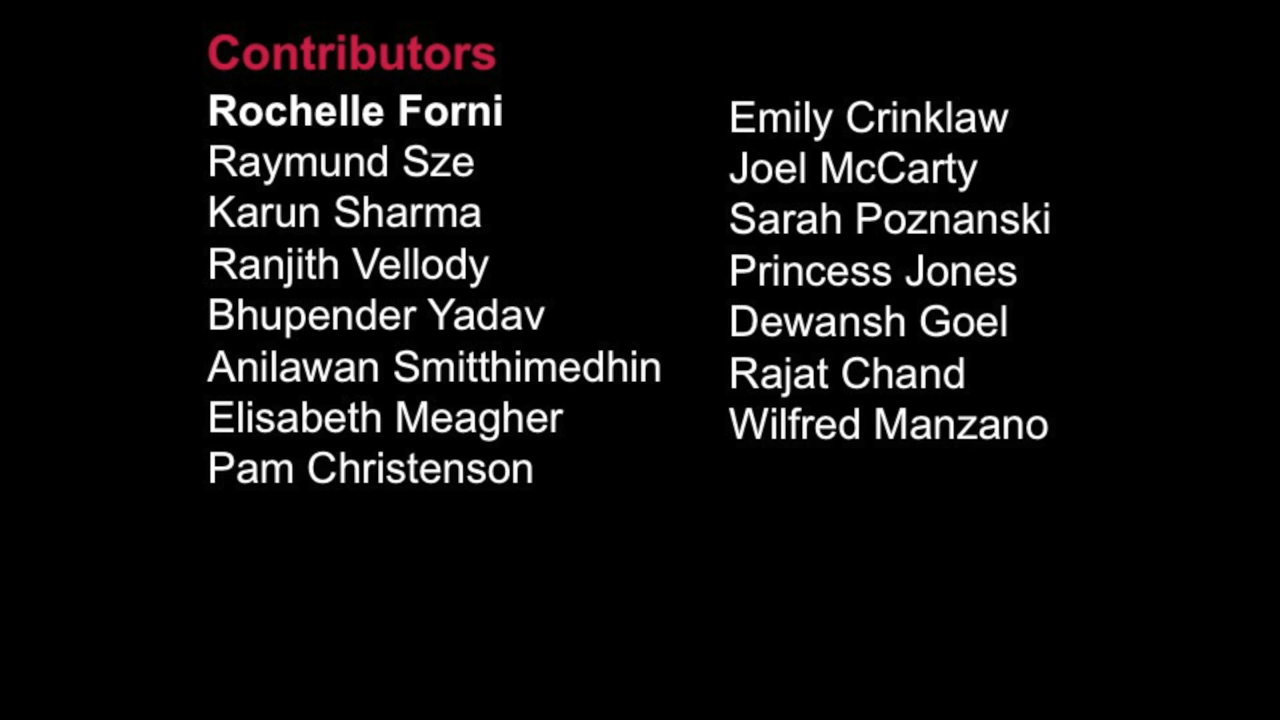 Contributors
Rochelle Forni
Raymund Sze
Karun Sharma
Ranjith Vellody
Bhupender Yadav
Anilawan Smitthimedhin
Elisabeth Meagher
Pam Christenson
Emily Crinklaw
Joel McCarty
Sarah Poznanski
Princess Jones
Dewansh Goel
Rajat Chand
Wilfred Manzano